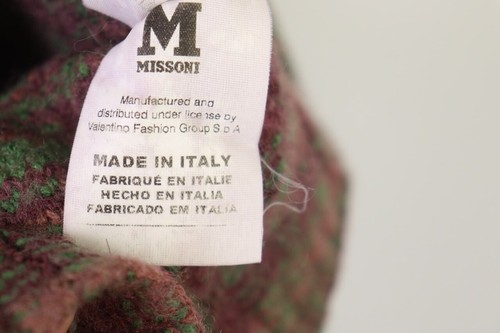 M
MISSONI
Manufactured and
distributed under license by
Valentino Fashion Group S.p.A
MADE IN ITALY
FABRIQUÉ EN ITALIE
HECHO EN ITALIA
FABRICADO EM ITALIA